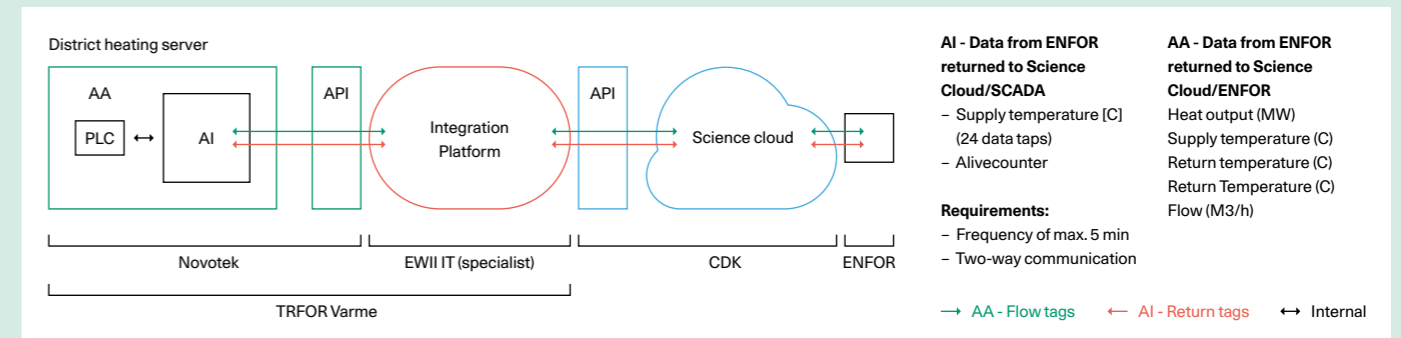 District heating server
AA
PLC
AI
API
Integration
Platform
API
Science cloud
Novotek
EWII IT (specialist)
CDK
ENFOR
TRFOR Varme
AI - Data from ENFOR
returned to Science
Cloud/SCADA
– Supply temperature [C]
(24 data taps)
– Alivecounter
Requirements:
– Frequency of max. 5 min
– Two-way communication
AA - Data from ENFOR
returned to Science
Cloud/ENFOR
Heat output (MW)
Supply temperature (C)
Return temperature (C)
Return Temperature (C)
Flow (M3/h)
AA - Flow tags
AI - Return tags
Internal